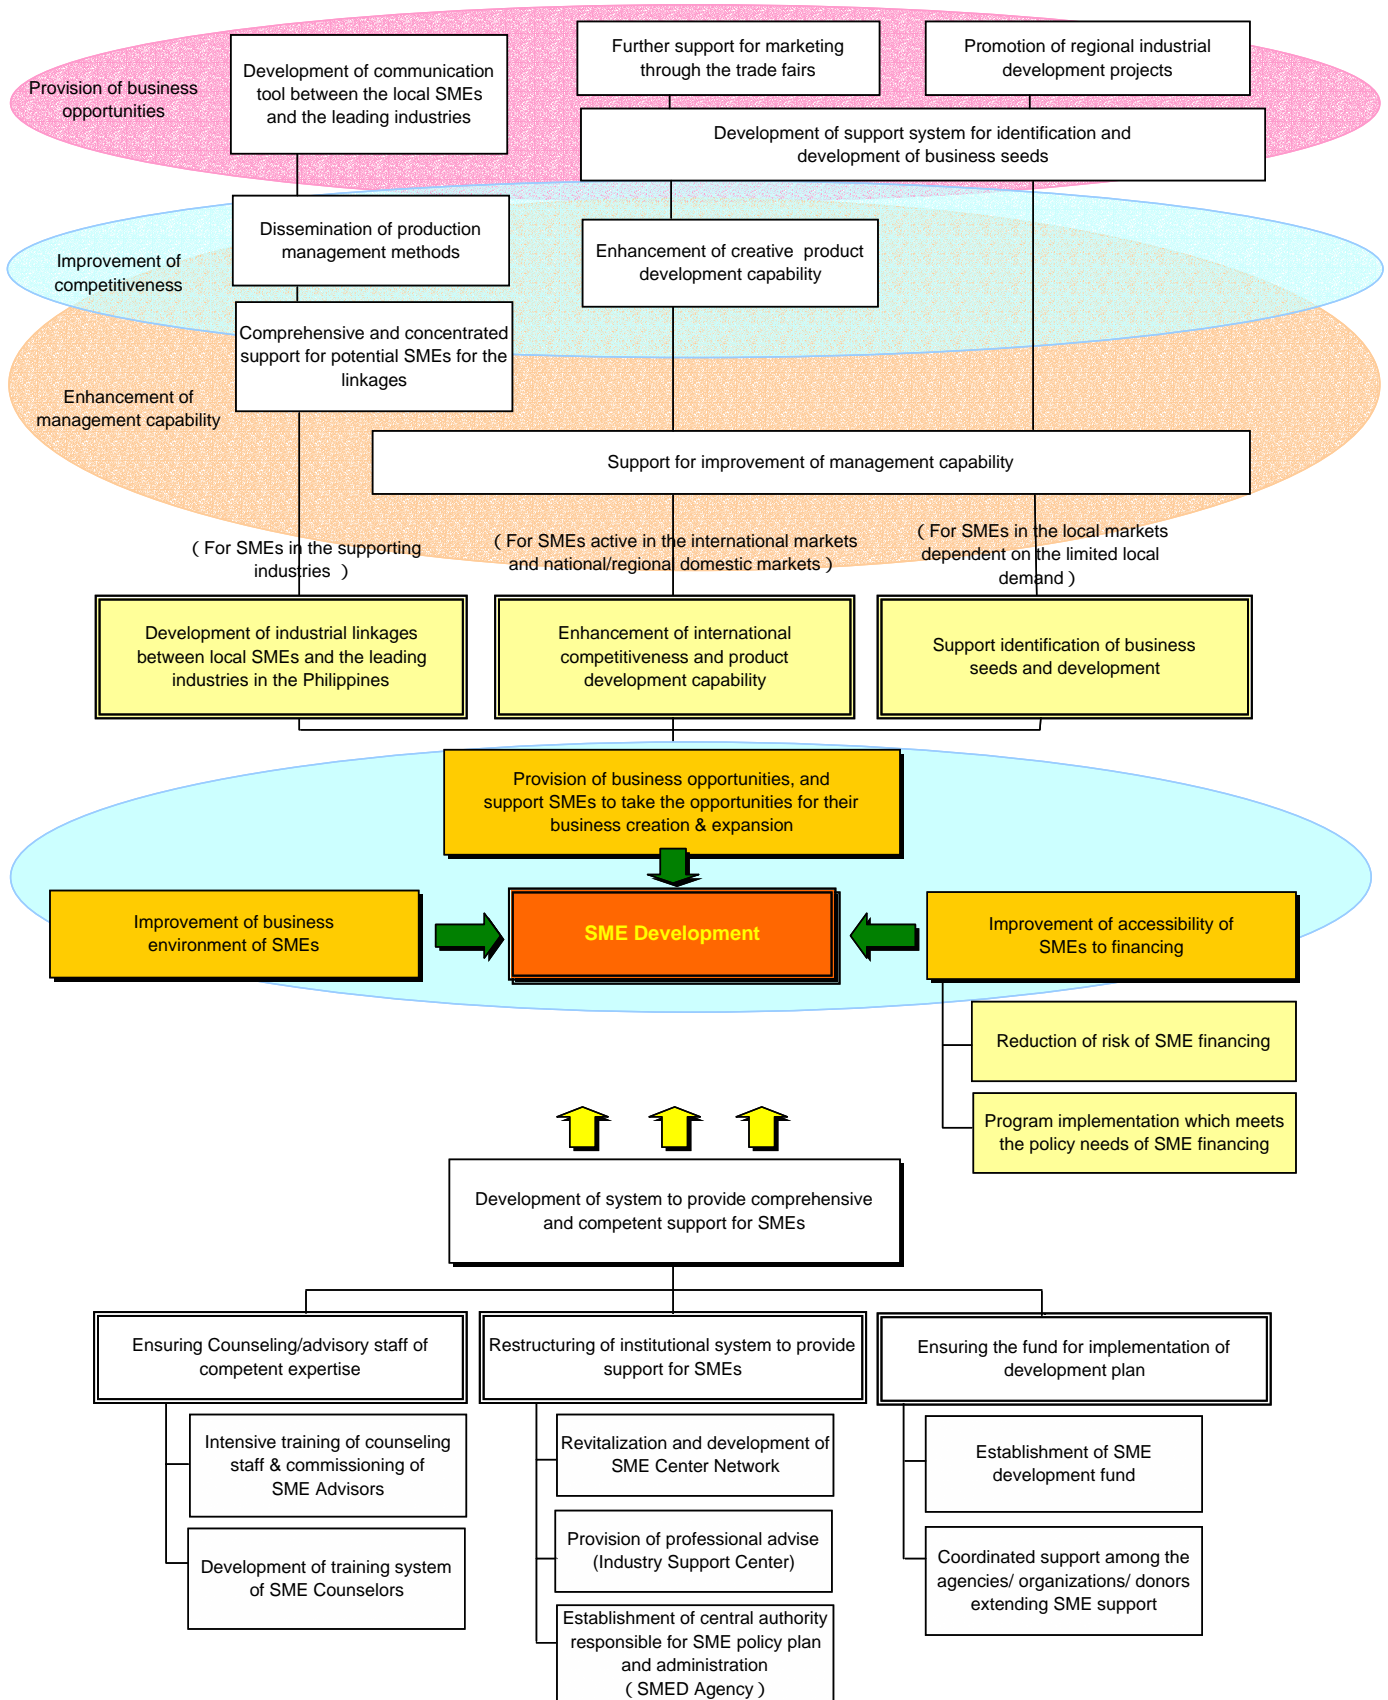 Provision of business
opportunities
Development of communication
tool between the local SMEs
and the leading industries
Further support for marketing
through the trade fairs
Promotion of regional industrial
development projects
Development of support system for identification and
development of business seeds
Improvement of
competitiveness
Dissemination of production
management methods
Enhancement of creative product
development capability
Comprehensive and concentrated
support for potential SMEs for the
linkages
Enhancement of
management capability
Support for improvement of management capability
( For SMEs in the supporting
industries )
( For SMEs active in the international markets
and national/regional domestic markets )
( For SMEs in the local markets
dependent on the limited local
demand )
Development of industrial linkages
between local SMEs and the leading
industries in the Philippines
Enhancement of international
competitiveness and product
development capability
Support identification of business
seeds and development
Provision of business opportunities, and
support SMEs to take the opportunities for their
business creation & expansion
Improvement of business
environment of SMEs
SME Development
Improvement of accessibility of
SMEs to financing
Reduction of risk of SME financing
Program implementation which meets
the policy needs of SME financing
Development of system to provide comprehensive
and competent support for SMEs
Ensuring Counseling/advisory staff of
competent expertise
Restructuring of institutional system to provide
support for SMEs
Ensuring the fund for implementation of
development plan
Intensive training of counseling
staff & commissioning of
SME Advisors
Development of training system
of SME Counselors
Revitalization and development of
SME Center Network
Provision of professional advise
(Industry Support Center)
Establishment of central authority
responsible for SME policy plan
and administration
( SMED Agency )
Establishment of SME
development fund
Coordinated support among the
agencies/ organizations/ donors
extending SME support